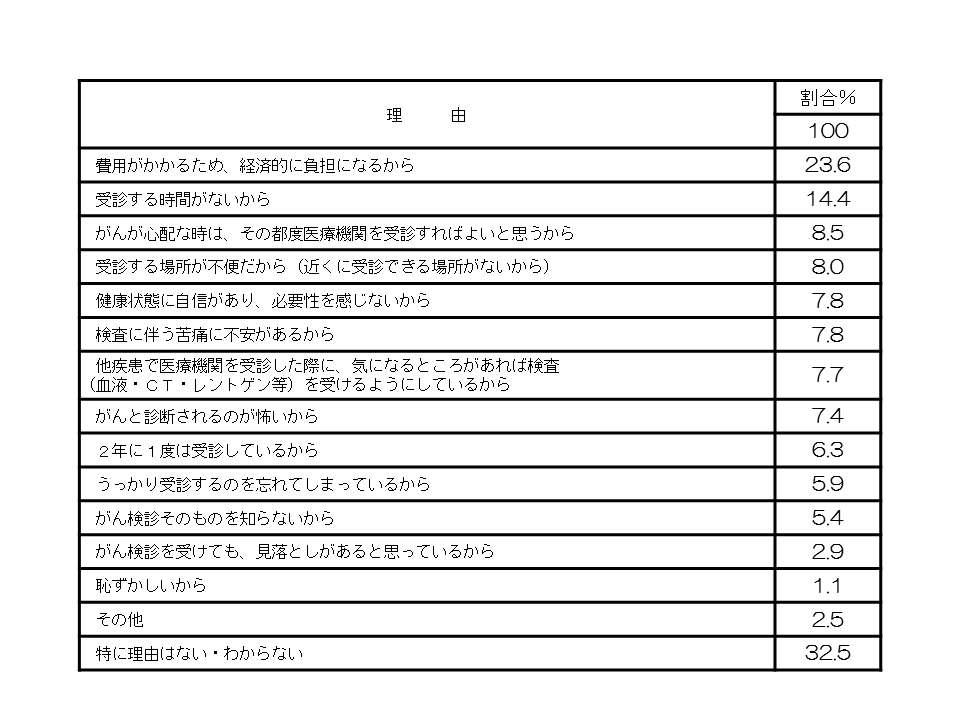 理　　　由
割合％
100
費用がかかるため、経済的に負担になるから
23.6
受診する時間がないから
14.4
がんが心配な時は、その都度医療機関を受診すればよいと思うから
8.5
受診する場所が不便だから（近くに受診できる場所がないから）
8.0
健康状態に自信があり、必要性を感じないから
7.8
検査に伴う苦痛に不安があるから
7.8
他疾患で医療機関を受診した際に、気になるところがあれば検査
（血液・ＣＴ・レントゲン等）を受けるようにしているから
7.7
がんと診断されるのが怖いから
7.4
２年に１度は受診しているから
6.3
うっかり受診するのを忘れてしまっているから
5.9
がん検診そのものを知らないから
5.4
がん検診を受けても、見落としがあると思っているから
2.9
恥ずかしいから
1.1
その他
2.5
特に理由はない・わからない
32.5